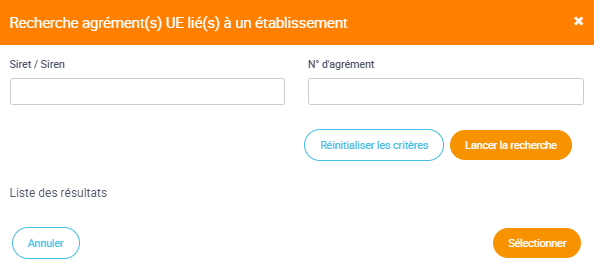 Recherche agrément(s) UE lié(s) à un établissement
Siret / Siren
N° d'agrément
Réinitialiser les critères
Lancer la recherche
Liste des résultats
Annuler
Sélectionner